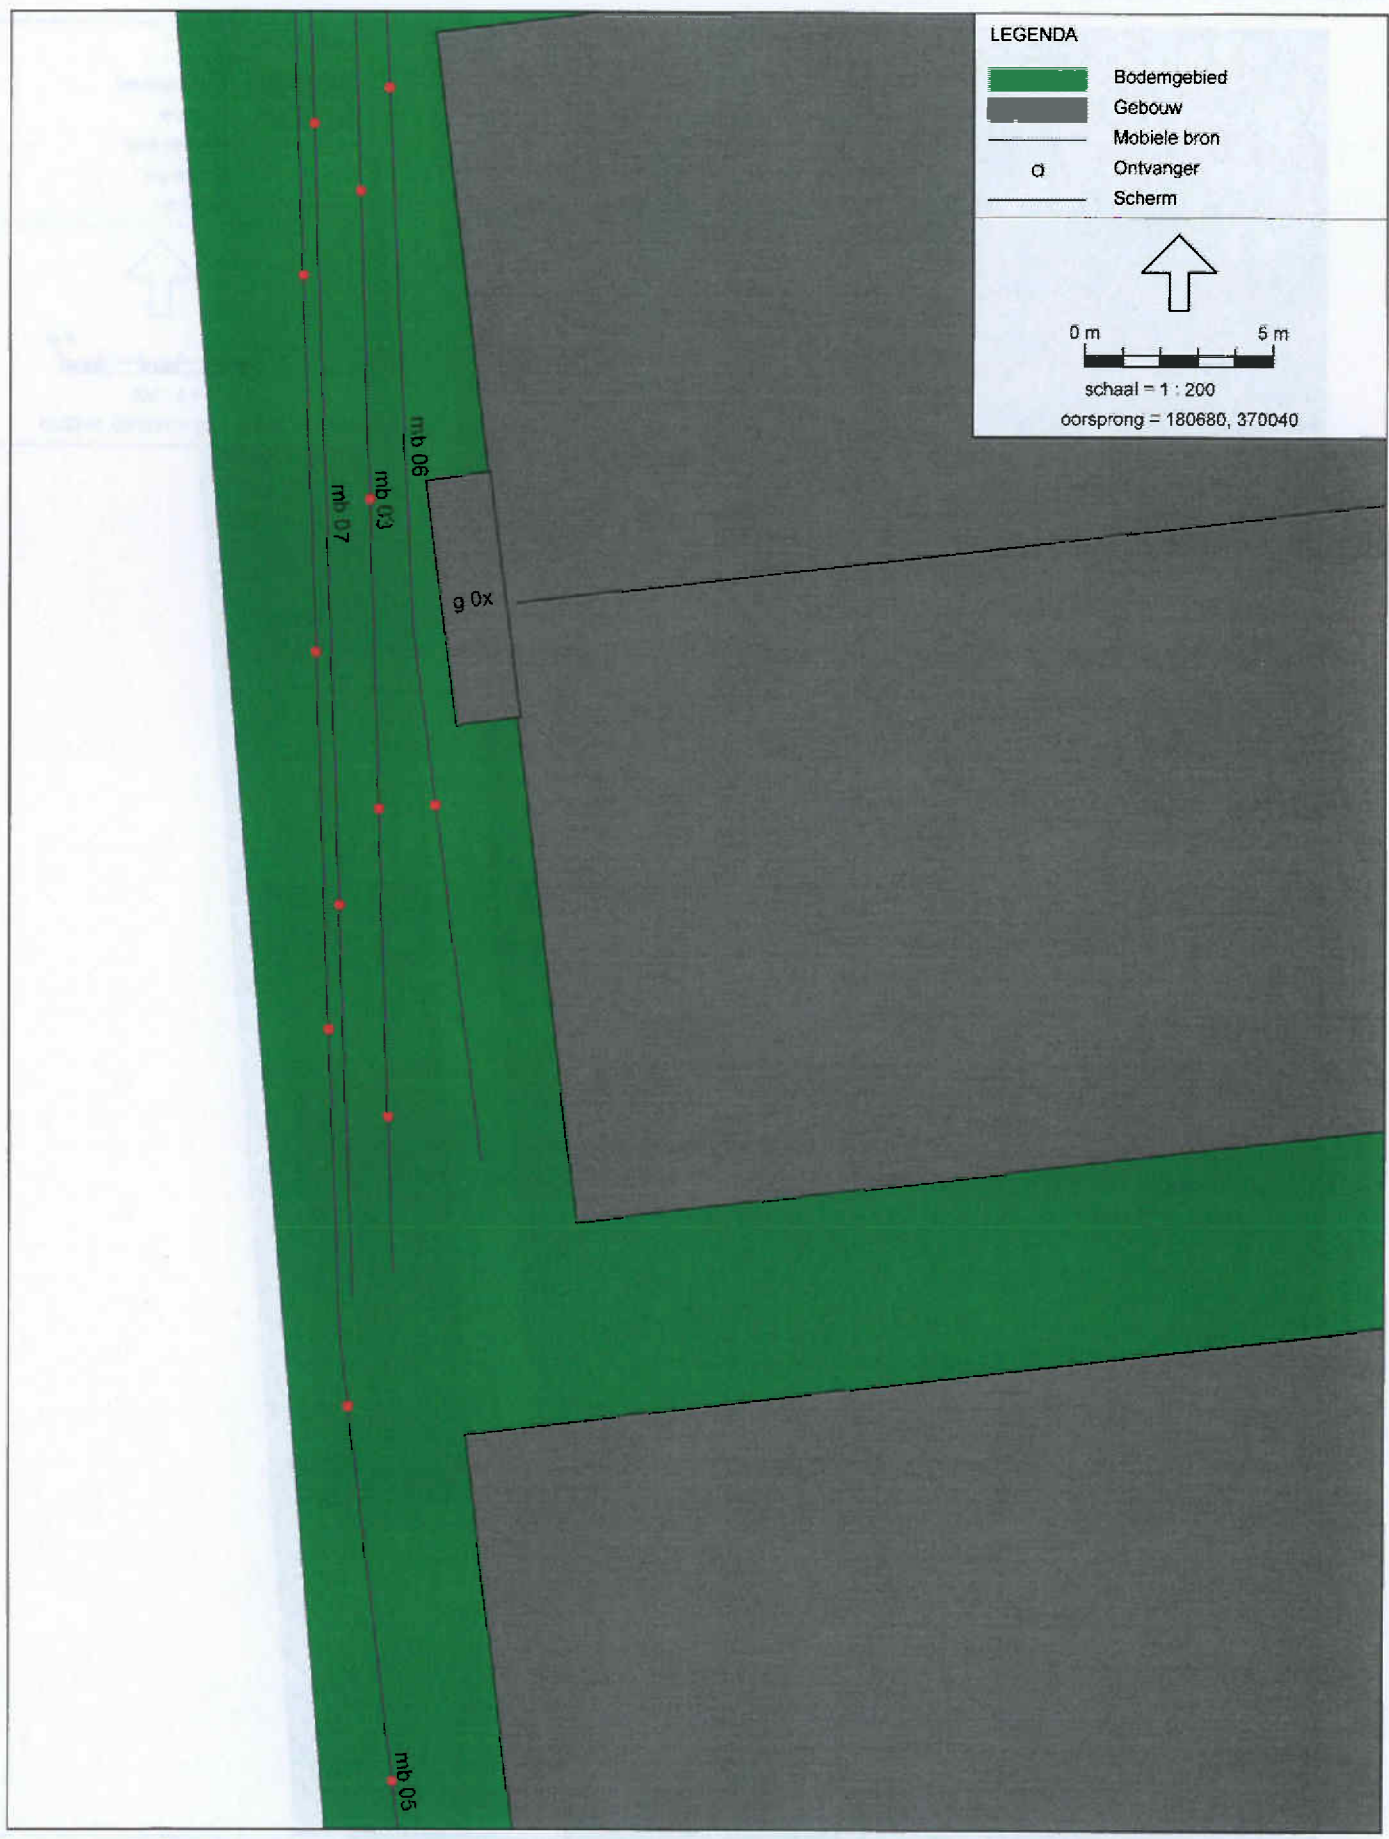 LEGENDA
Bodemgebied
Gebouw
Mobiele bron
Ontvanger
Scherm
0 m 5 m
schaal = 1 : 200
oorsprong = 180680, 370040
mb 06
mb 03
mb 07
g 0x
mb 05